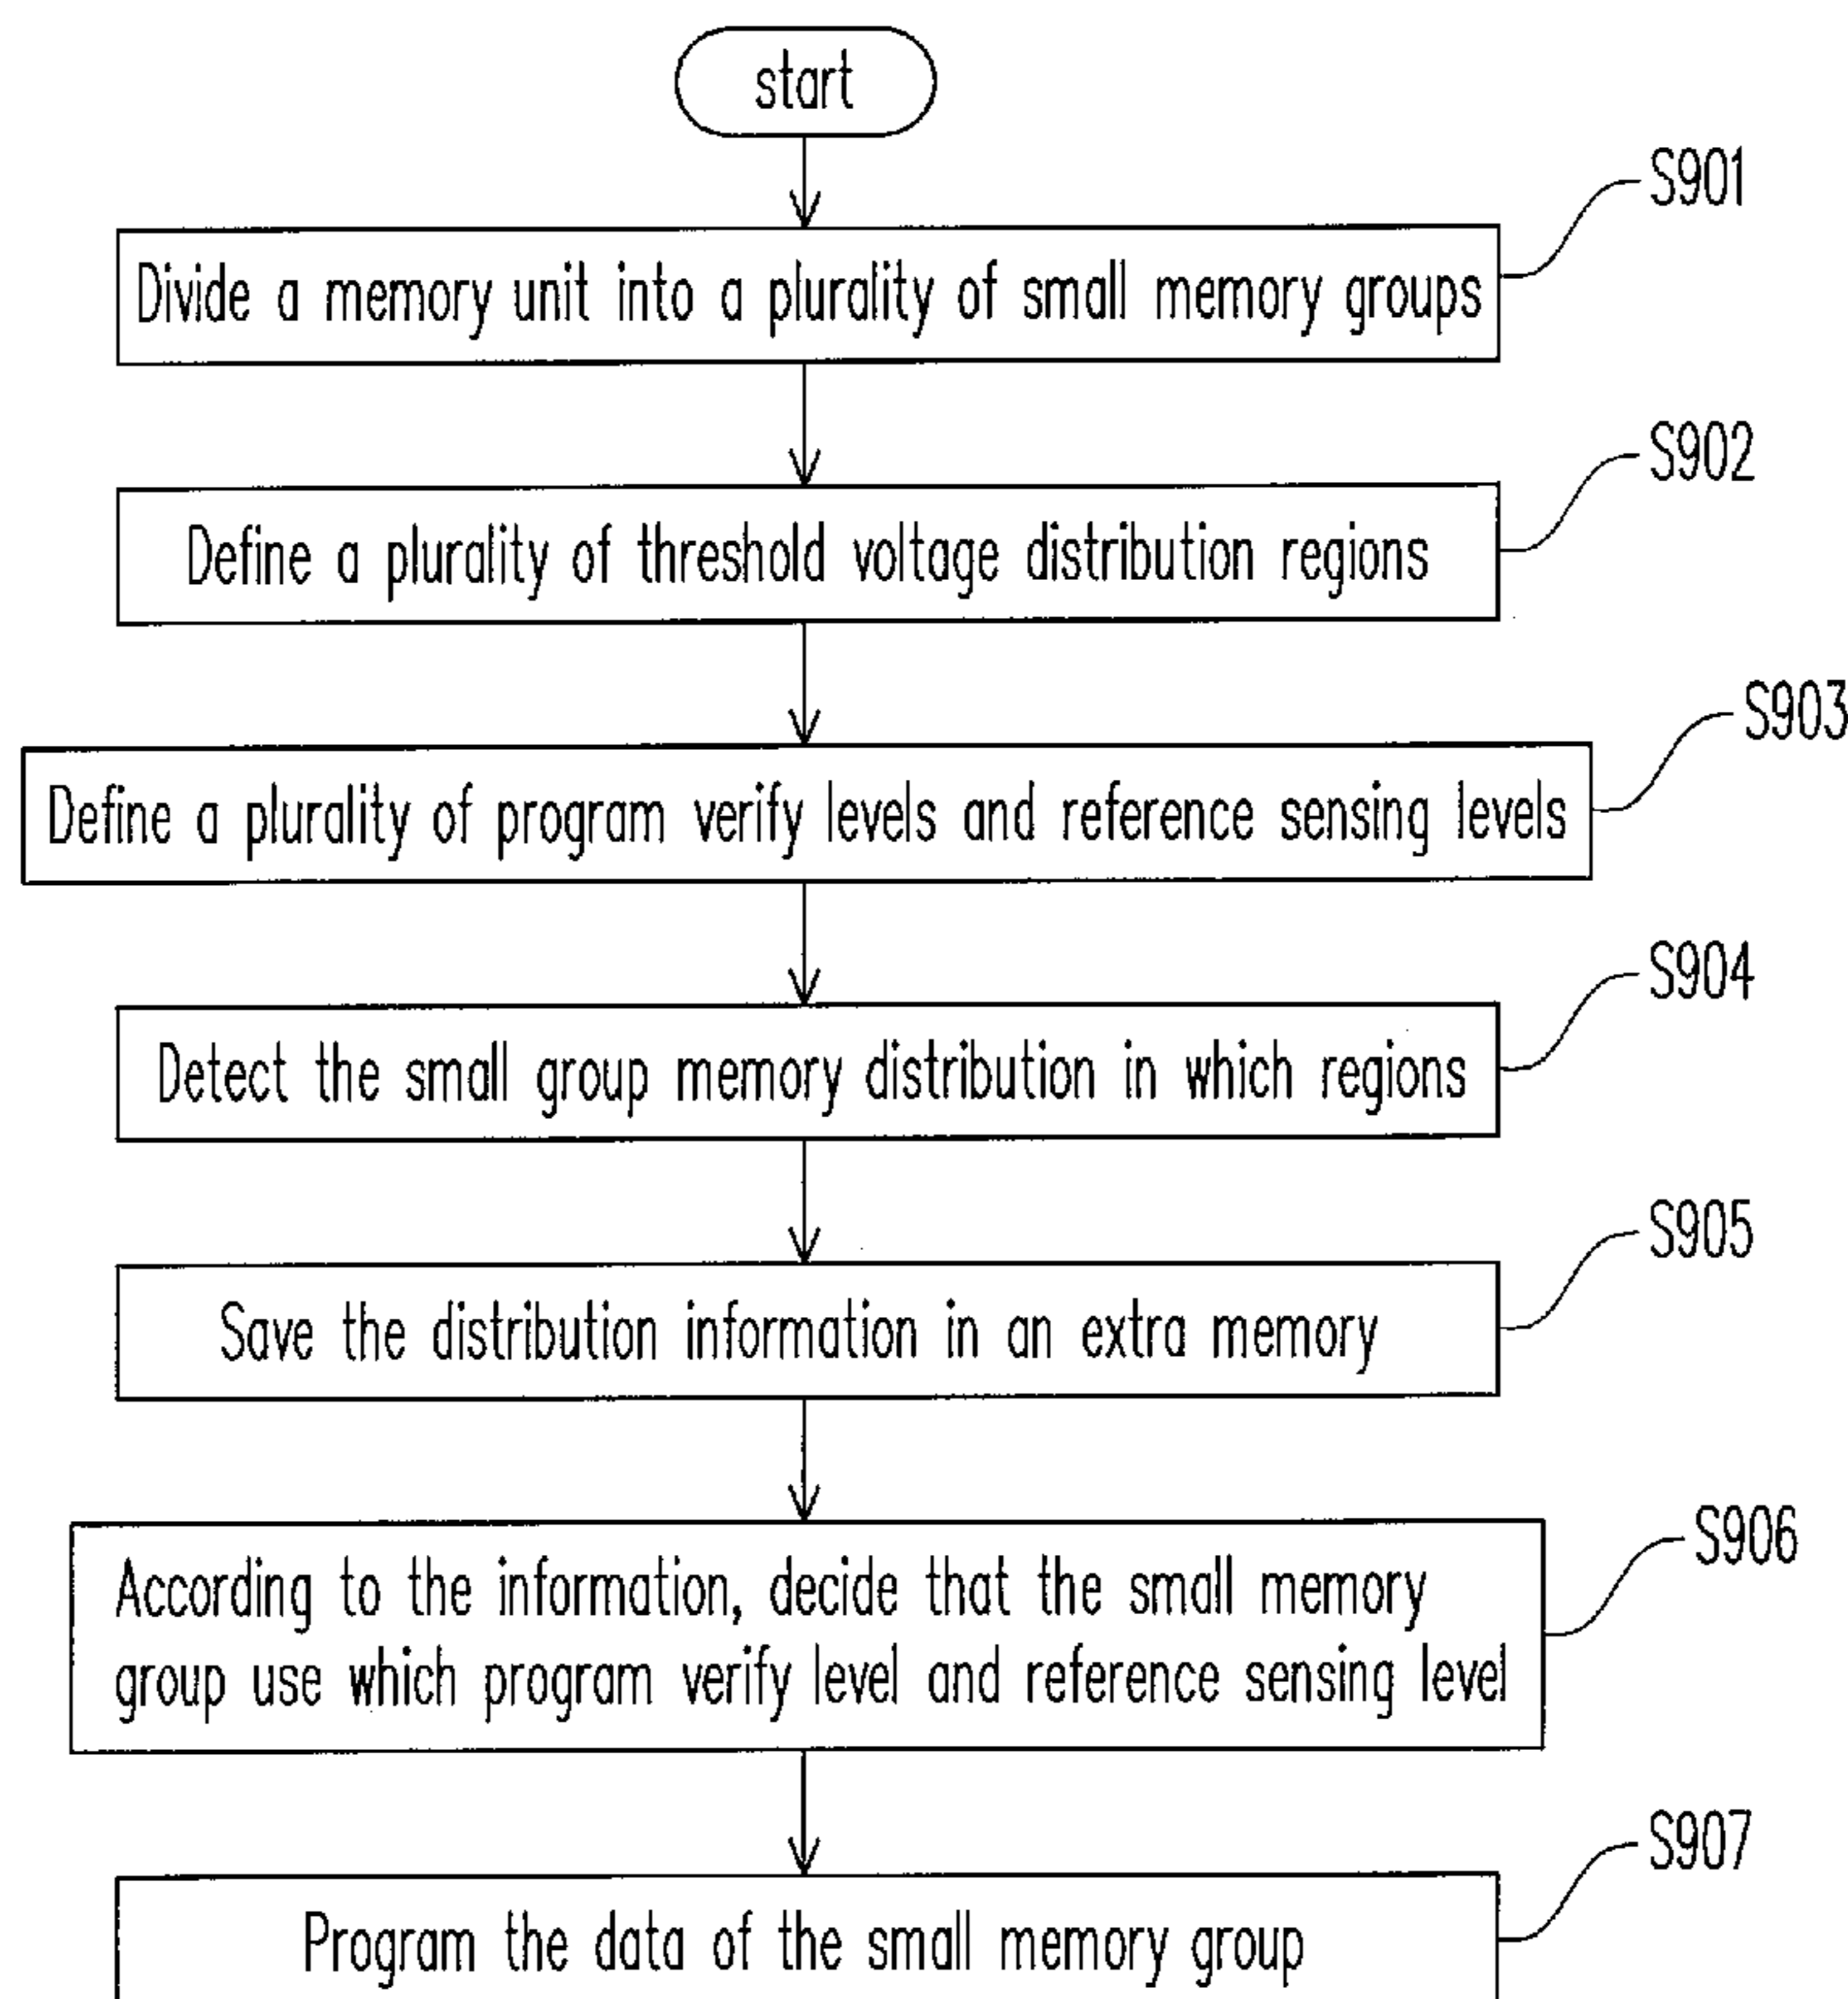 start
S901
Divide a memory unit into a plurality of small memory groups
S902
Define a plurality of threshold voltage distribution regions
S903
Define a plurality of program verify levels and reference sensing levels
S904
Detect the small group memory distribution in which regions
S905
Save the distribution information in an extra memory
S906
According to the information, decide that the small memory
group use which program verify level and reference sensing level
S907
Program the data of the small memory group